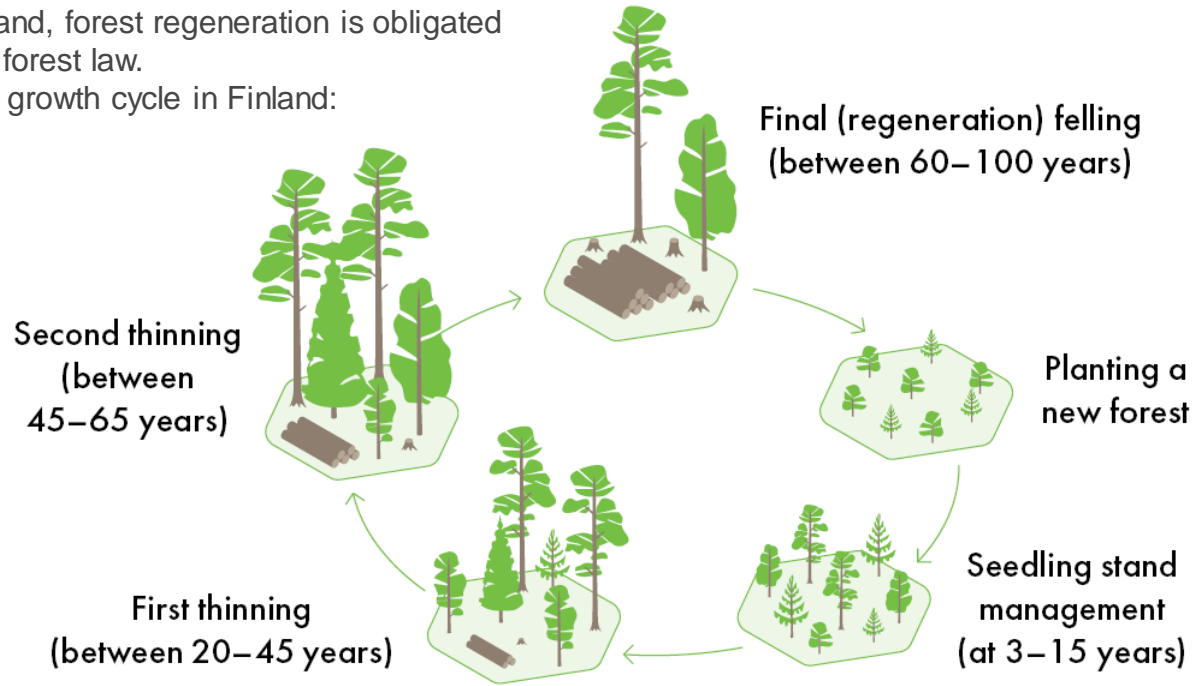 and, forest regeneration is obligated
forest law.
growth cycle in Finland:
Final (regeneration) felling
(between 60–100 years)
Planting a
new forest
Seedling stand
management
(at 3–15 years)
First thinning
(between 20–45 years)
Second thinning
(between
45–65 years)